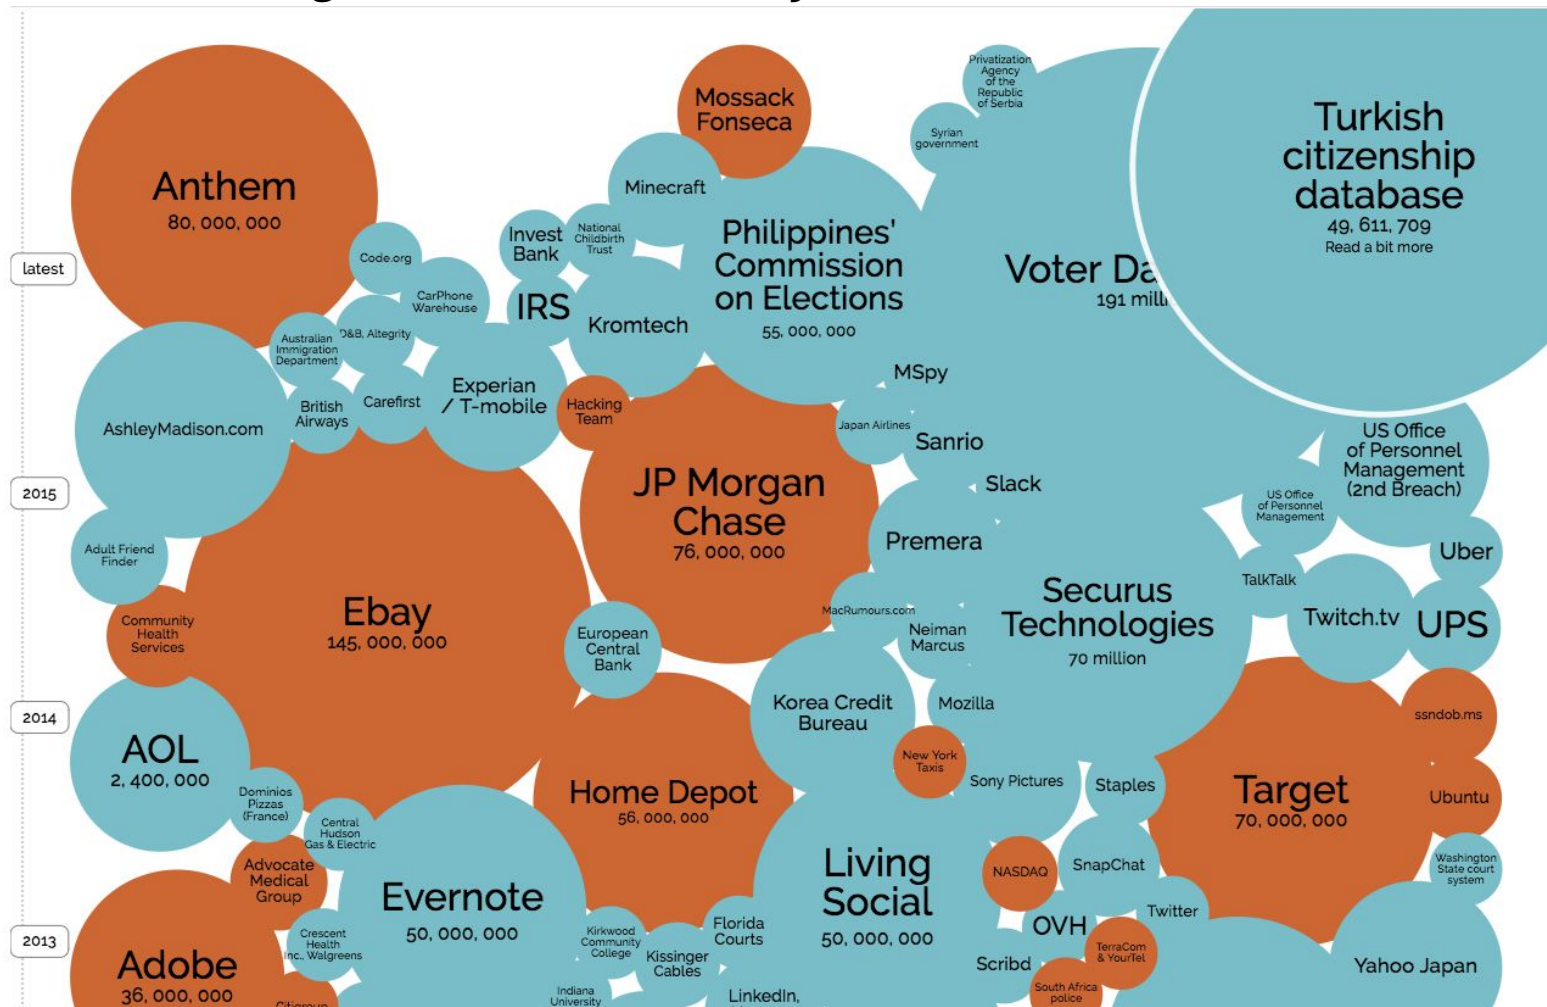 Privatization
Agency
of the
Republic
of Serbia
Mossack
Fonseca
Syrian
government
Turkish
citizenship
database
49, 611, 709
Read a bit more
Anthem
80, 000, 000
Minecraft
Invest
Bank
National
Childbirth
Trust
Philippines'
Commission
on Elections
55, 000, 000
Code.org
latest
Voter Da
191 mill
CarPhone
Warehouse
IRS
Kromtech
Australian
Immigration
Department
D&B, Altegrity
MSpy
Experian
/ T-mobile
Carefirst
British
Airways
Hacking
Team
AshleyMadison.com
Japan Airlines
Sanrio
US Office
of Personnel
Management
(2nd Breach)
2015
JP Morgan
Chase
76, 000, 000
Slack
US Office
of Personnel
Management
Premera
Adult Friend
Finder
Uber
TalkTalk
Ebay
145, 000, 000
Securus
Technologies
70 million
MacRumours.com
Twitch.tv
UPS
Community
Health
Services
European
Central
Bank
Neiman
Marcus
2014
Korea Credit
Bureau
Mozilla
ssndob.ms
AOL
2, 400, 000
New York
Taxis
Sony Pictures
Staples
Target
70, 000, 000
Ubuntu
Dominios
Pizzas
(France)
Home Depot
56, 000, 000
Central
Hudson
Gas & Electric
Advocate
Medical
Group
Living
Social
50, 000, 000
NASDAQ
SnapChat
Washington
State court
system
Evernote
50, 000, 000
Twitter
2013
Crescent
Health
Inc., Walgreens
Kirkwood
Community
College
Florida
Courts
OVH
TerraCom
& YourTel
Kissinger
Cables
Scribd
Yahoo Japan
Adobe
36, 000, 000
Citigroup
Indiana
University
LinkedIn,
South Africa
police